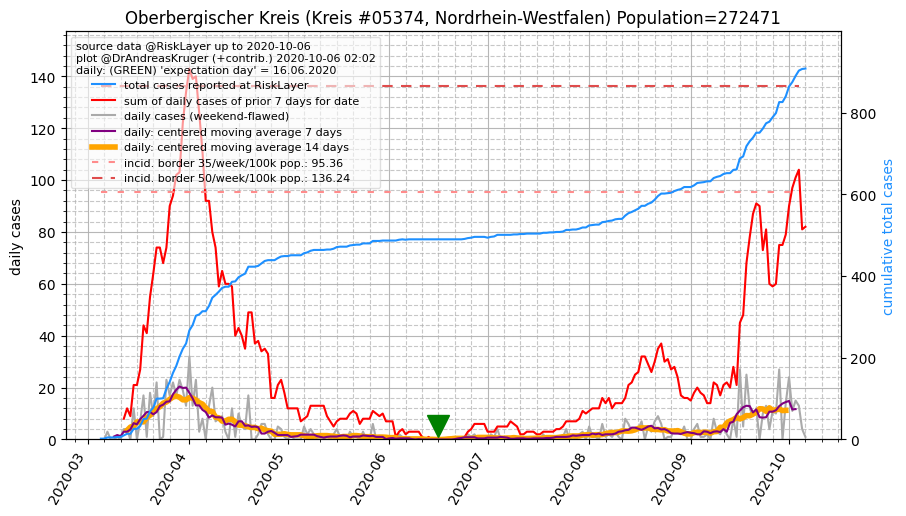 Oberbergischer Kreis (Kreis #05374, Nordrhein-Westfalen) Population=272471
source data @RiskLayer up to 2020-10-06
plot @DrAndreasKruger (+contrib.) 2020-10-06 02:02
daily: (GREEN) 'expectation day' = 16.06.2020
total cases reported at RiskLayer
sum of daily cases of prior 7 days for date
daily cases (weekend-flawed)
daily: centered moving average 7 days
daily: centered moving average 14 days
incid. border 35/week/100k pop.: 95.36
incid. border 50/week/100k pop.: 136.24
daily cases
140
120
100
80
60
40
20
0
cumulative total cases
800
600
400
200
0
2020-03
2020-04
2020-05
2020-06
2020-07
2020-08
2020-09
2020-10